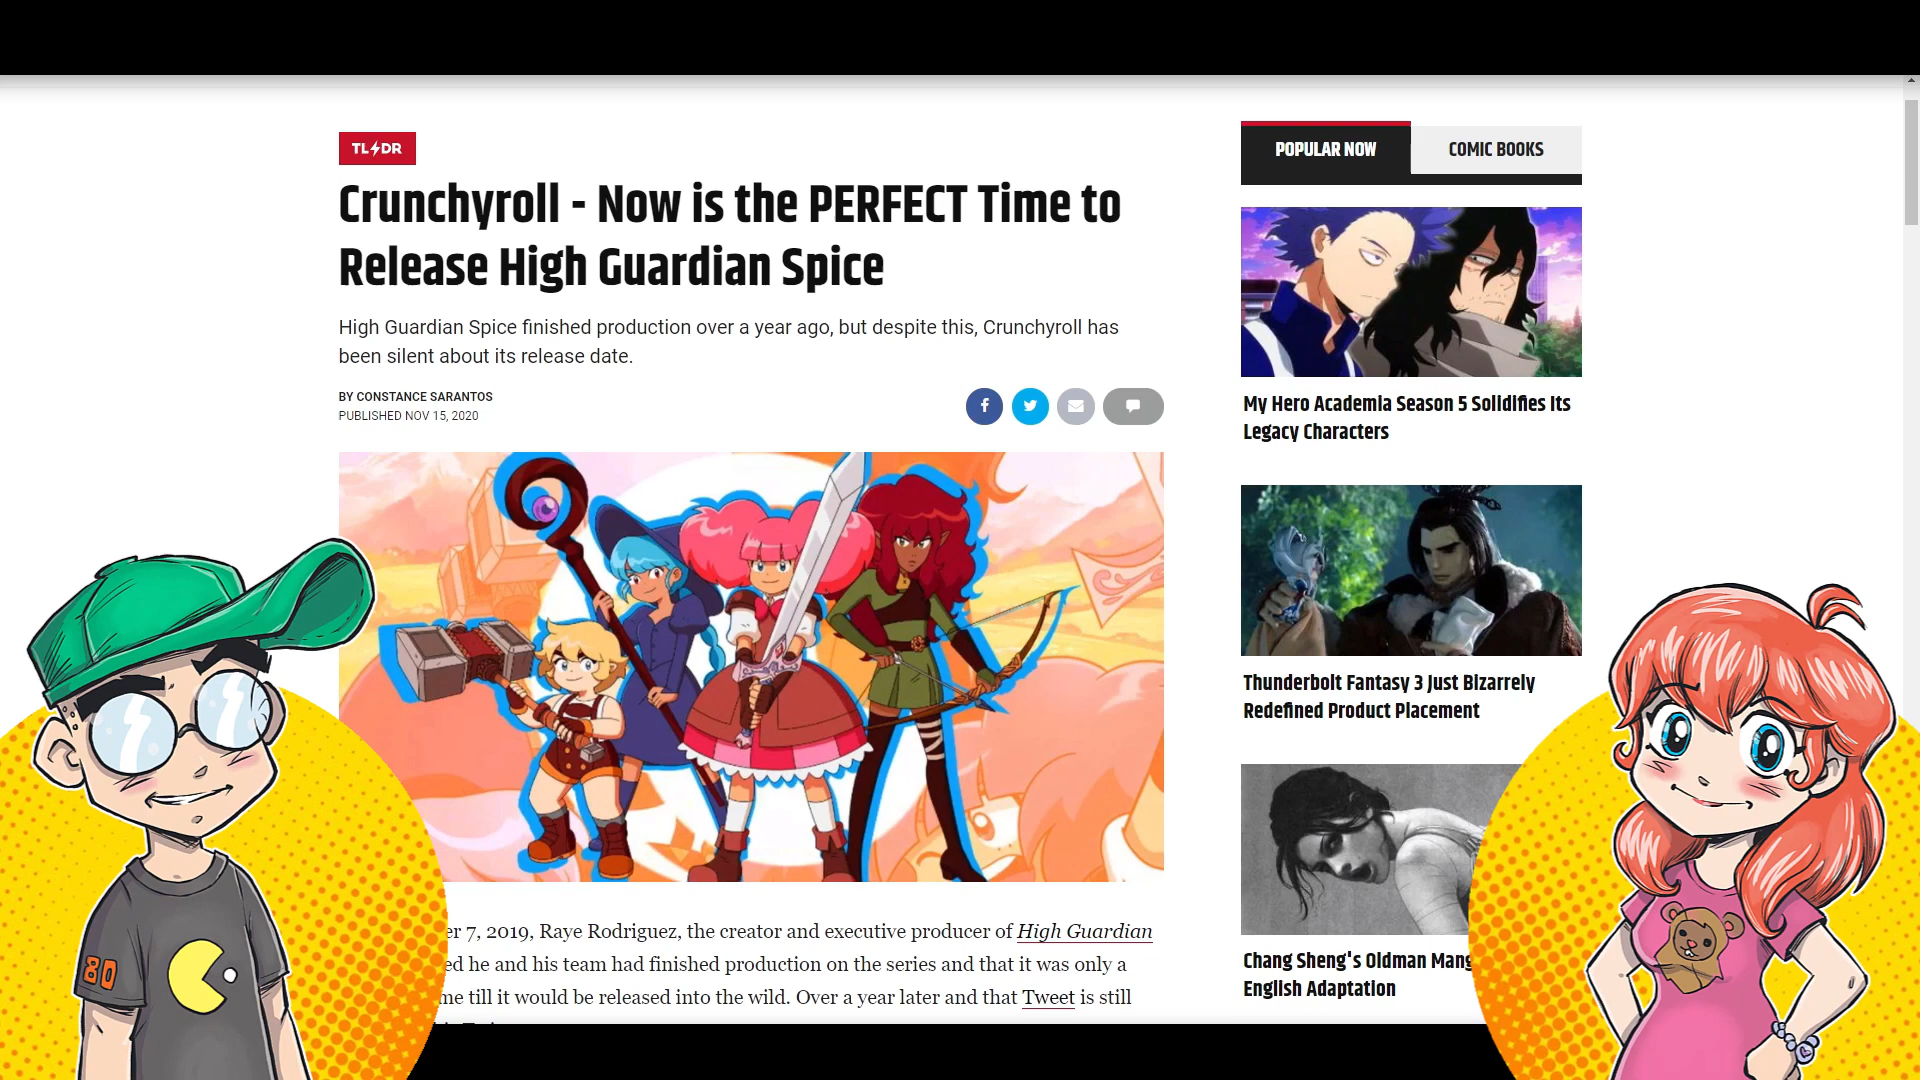 TL DR
Crunchyroll - Now is the PERFECT Time to
Release High Guardian Spice
High Guardian Spice finished production over a year ago, but despite this, Crunchyroll has
been silent about its release date.
BY CONSTANCE SARANTOS
PUBLISHED NOV 15, 2020
er 7, 2019, Raye Rodriguez, the creator and executive producer of High Guardian
ed he and his team had finished production on the series and that it was only a
me till it would be released into the wild. Over a year later and that Tweet is still
POPULAR NOW
COMIC BOOKS
My Hero Academia Season 5 Solidifies Its
Legacy Characters
Thunderbolt Fantasy 3 Just Bizarrely
Redefined Product Placement
Chang Sheng's Oldman Mang
English Adaptation
80